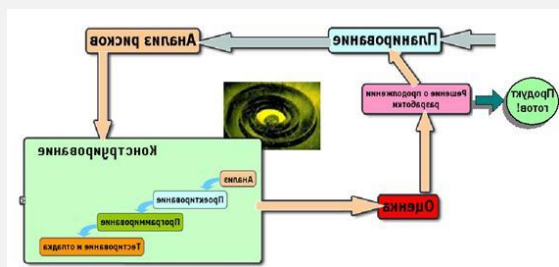 Планирование
Анализ рисков
Решение о продолжении
разработки
Продукт
готов!
Конструирование
Анализ
Проектирование
Программирование
Тестирование и отладка
Оценка